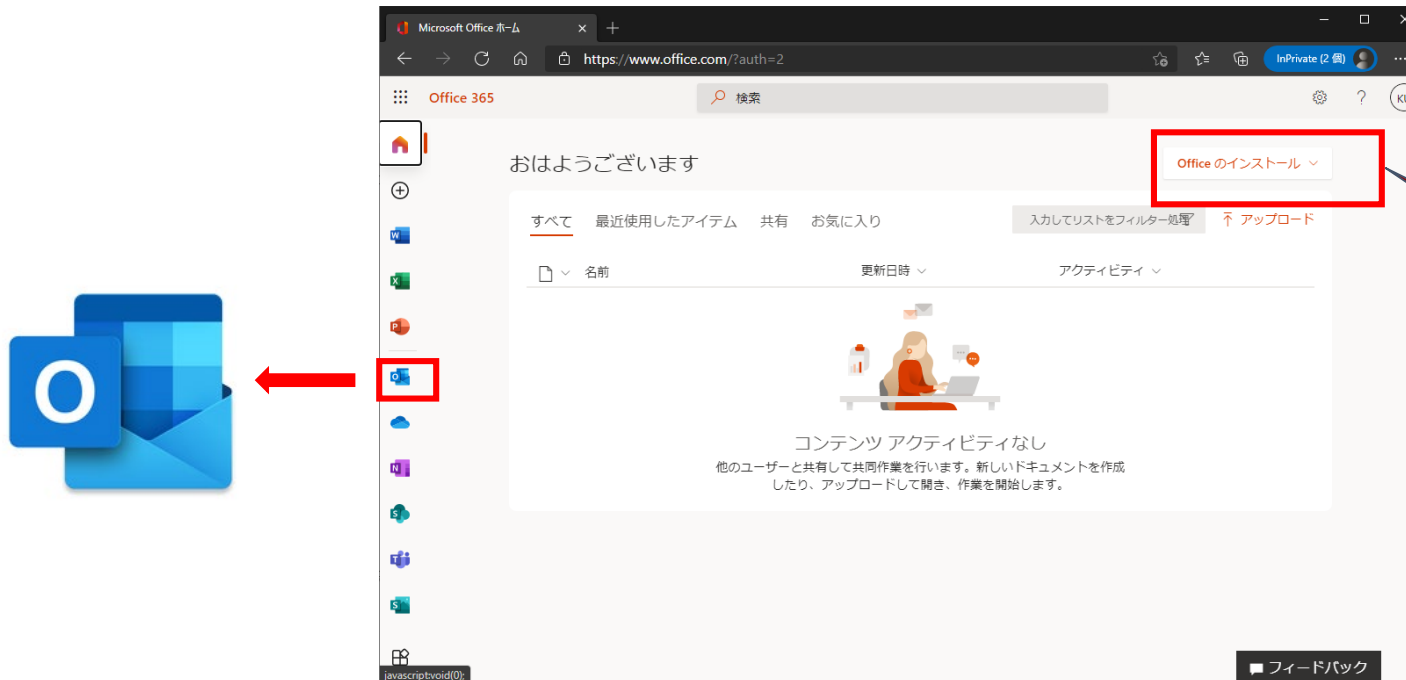 Microsoft Office ホーム
https://www.office.com/?auth=2
InPrivate (2 個)
Office 365
検索
KU
おはようございます
Office のインストール
すべて 最近使用したアイテム 共有 お気に入り
入力してリストをフィルター処理
アップロード
名前 更新日時 アクティビティ
コンテンツ アクティビティなし
他のユーザーと共有して共同作業を行います。新しいドキュメントを作成
したり、アップロードして開き、作業を開始します。
フィードバック
javascript:void(0);